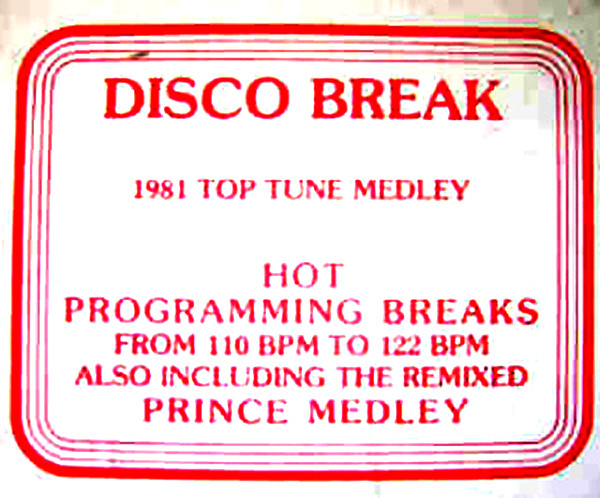 DISCO BREAK
1981 TOP TUNE MEDLEY
HOT
PROGRAMMING BREAKS
FROM 110 BPM TO 122 BPM
ALSO INCLUDING THE REMIXED
PRINCE MEDLEY